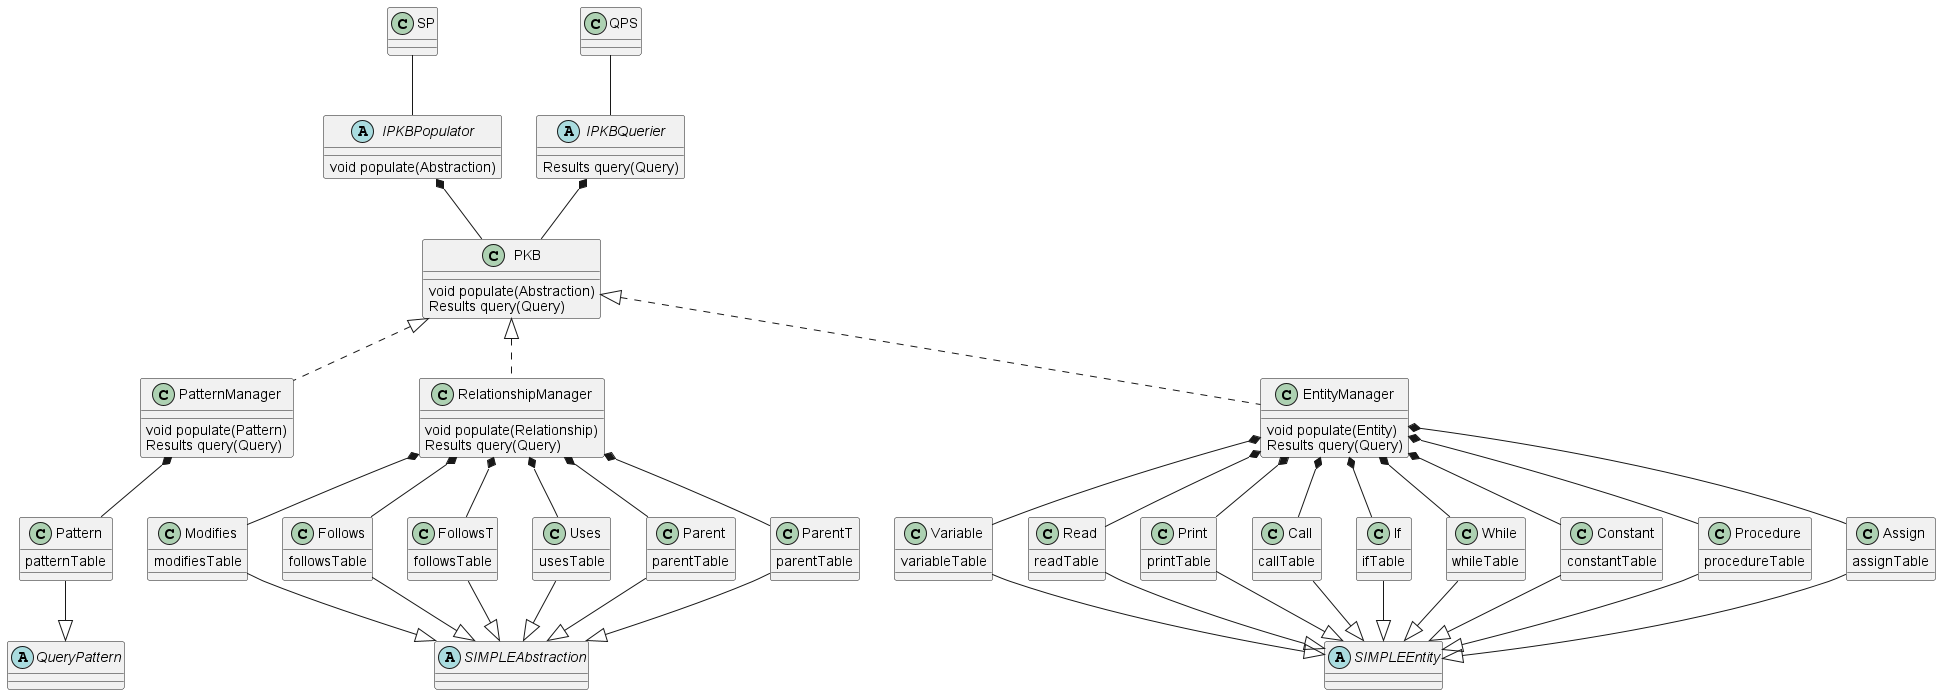 C SP
C QPS
A IPKBPopulator
void populate(Abstraction)
A IPKBQuerier
Results query(Query)
C PKB
void populate(Abstraction)
Results query(Query)
C PatternManager
void populate(Pattern)
Results query(Query)
C RelationshipManager
void populate(Relationship)
Results query(Query)
C EntityManager
void populate(Entity)
Results query(Query)
C Pattern
patternTable
C Modifies
modifiesTable
C Follows
followsTable
C FollowsT
followsTable
C Uses
usesTable
C Parent
parentTable
C ParentT
parentTable
C Variable
variableTable
C Read
readTable
C Print
printTable
C Call
callTable
C If
ifTable
C While
whileTable
C Constant
constantTable
C Procedure
procedureTable
C Assign
assignTable
A QueryPattern
A SIMPLEAbstraction
A SIMPLEEntity